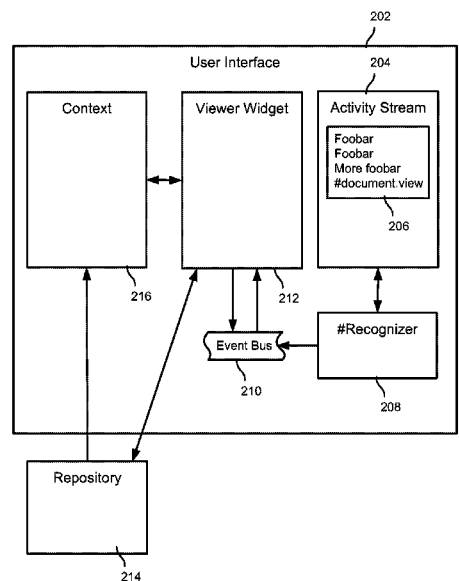 202
User Interface
204
Context
Viewer Widget
Activity Stream
Foobar
Foobar
More foobar
#document.view
206
216
212
#Recognizer
Event Bus
210
208
Repository
214